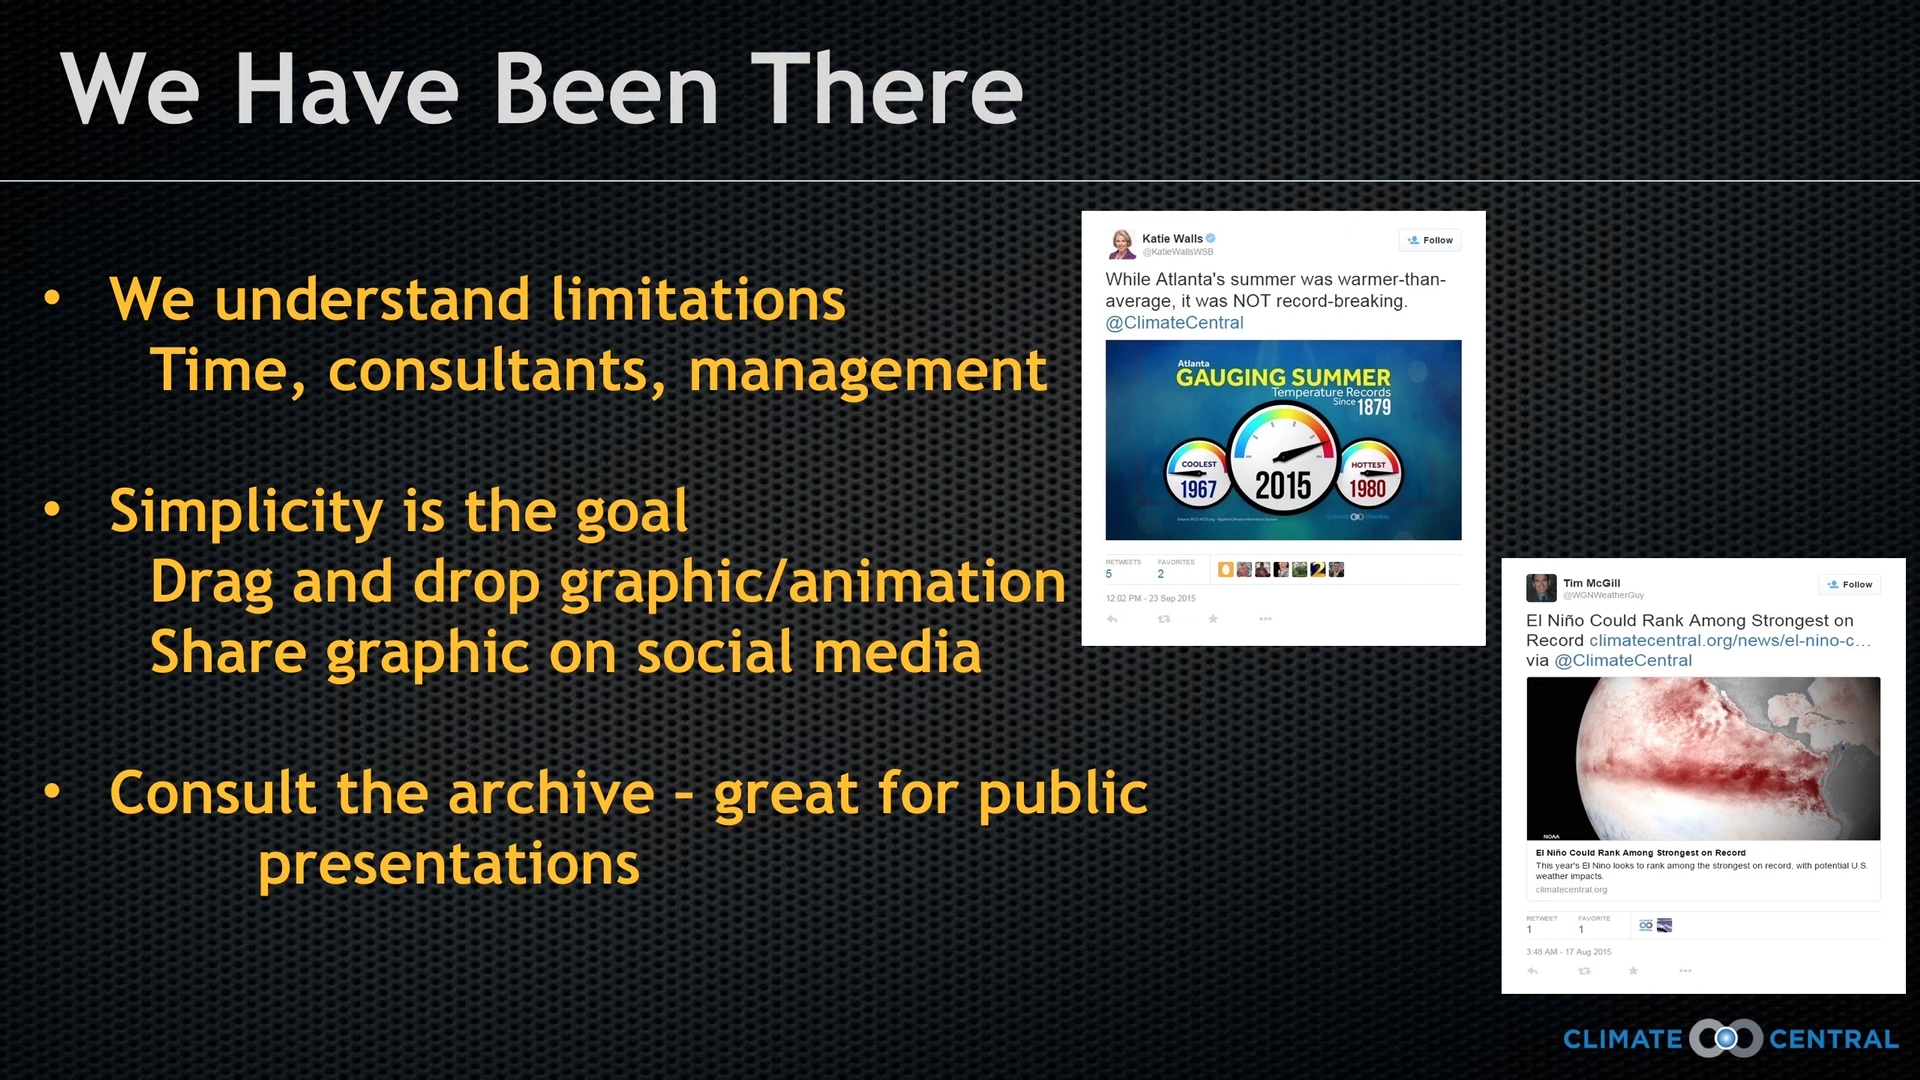 We Have Been There
• We understand limitations
Time, consultants, management
• Simplicity is the goal
Drag and drop graphic/animation
Share graphic on social media
• Consult the archive – great for public
presentations
Katie Walls
@KatieWallsWSB
Follow
While Atlanta's summer was warmer-than-
average, it was NOT record-breaking.
@ClimateCentral
Atlanta
GAUGING SUMMER
Temperature Records
Since 1879
COOLEST
1967
2015
HOTTEST
1980
CLIMATE CENTRAL
RETWEETS
5
FAVORITES
2
12:02 PM - 23 Sep 2015
Tim McGill
@WGNWeatherGuy
Follow
El Niño Could Rank Among Strongest on
Record climatecentral.org/news/el-nino-c…
via @ClimateCentral
NOAA
El Niño Could Rank Among Strongest on Record
This year's El Nino looks to rank among the strongest on record, with potential U.S.
weather impacts.
climatecentral.org
RETWEET
1
FAVORITE
1
3:48 AM - 17 Aug 2015
CLIMATE CENTRAL